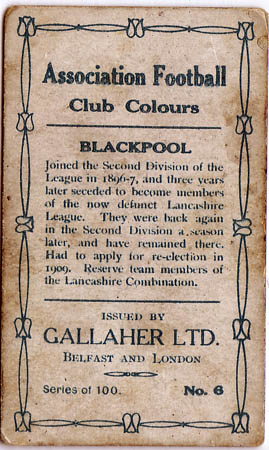 Association Football
Club Colours
BLACKPOOL
Joined the Second Division of the
League in 1896-7, and three years
later seceded to become members
of the now defunct Lancashire
League. They were back again
in the Second Division a season
later, and have remained there.
Had to apply for re-election in
1909. Reserve team members of
the Lancashire Combination.
ISSUED BY
GALLAHER LTD.
BELFAST AND LONDON
Series of 100. No. 6